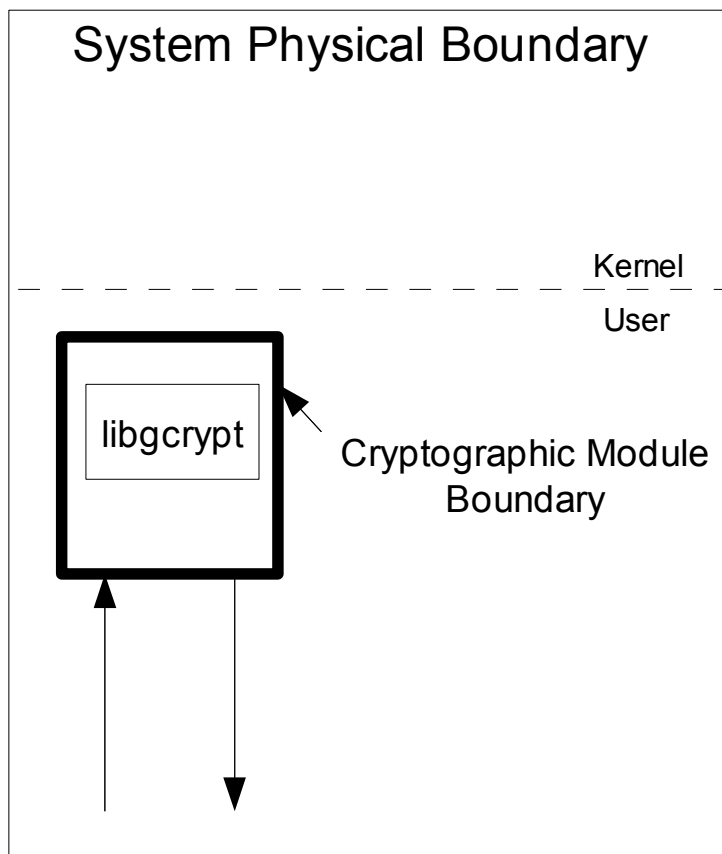 System Physical Boundary
Kernel
User
libgcrypt
Cryptographic Module
Boundary